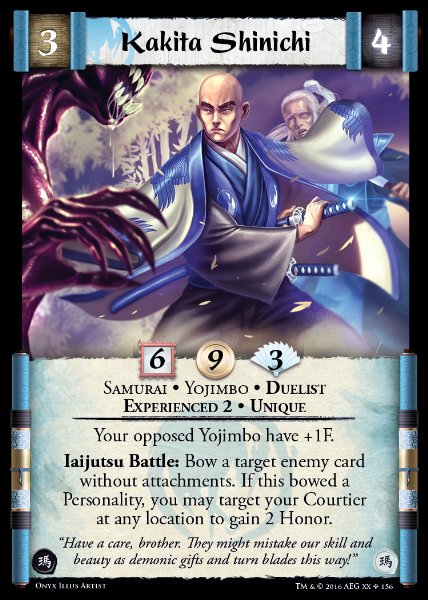 3 Kakita Shinichi 4
6 9 3
Samurai • Yojimbo • Duelist
Experienced 2 • Unique
Your opposed Yojimbo have +1F.
Iaijutsu Battle: Bow a target enemy card
without attachments. If this bowed a
Personality, you may target your Courtier
at any location to gain 2 Honor.
“Have a care, brother. They might mistake our skill and
beauty as demonic gifts and turn blades this way!”
瑪 瑪
Onyx Illus Artist TM & © 2016 AEG XX ❖ 156